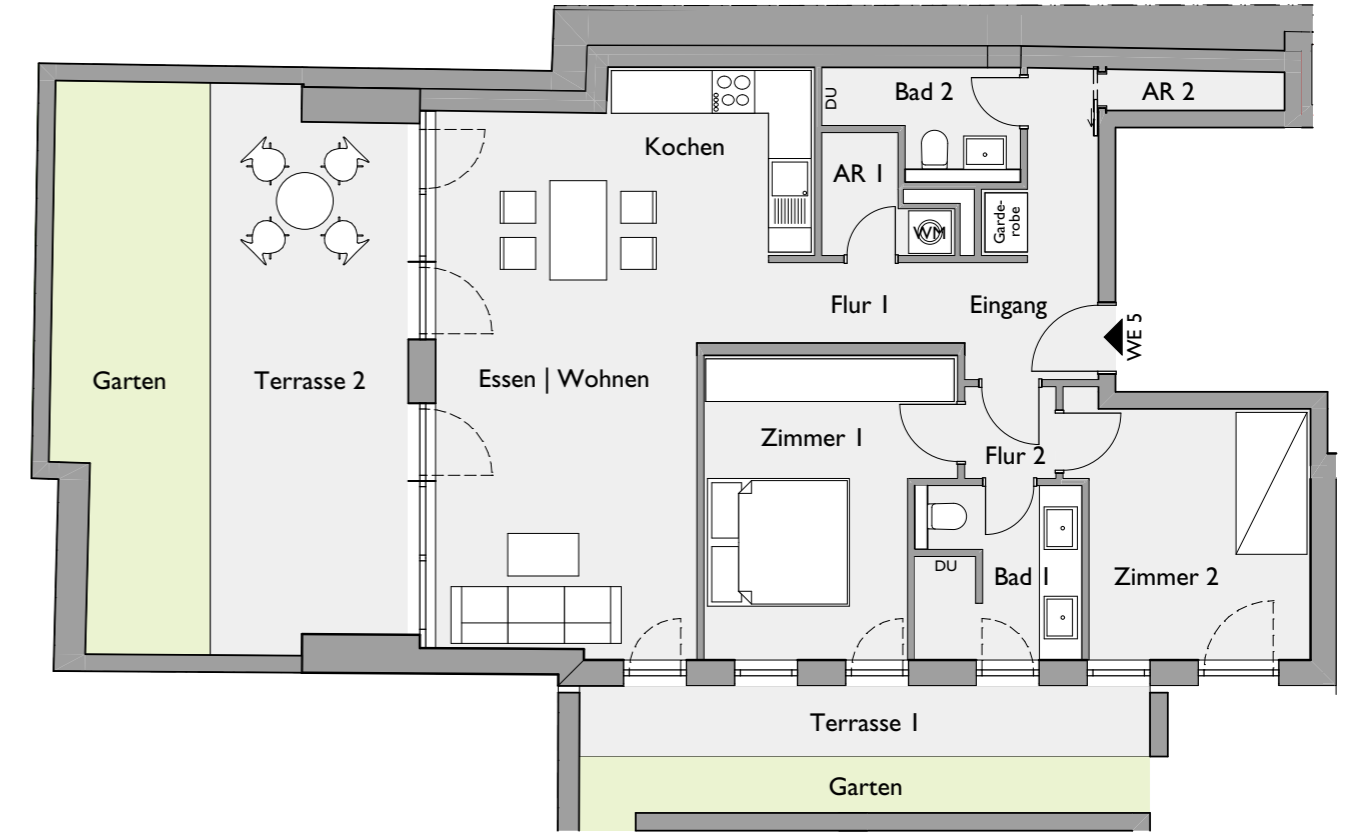 DU
Bad 2
AR 2
Kochen
AR 1
WM
Garde-
robe
Flur 1
Eingang
WE 5
Garten
Terrasse 2
Essen | Wohnen
Zimmer 1
Flur 2
DU
Bad 1
Zimmer 2
Terrasse 1
Garten